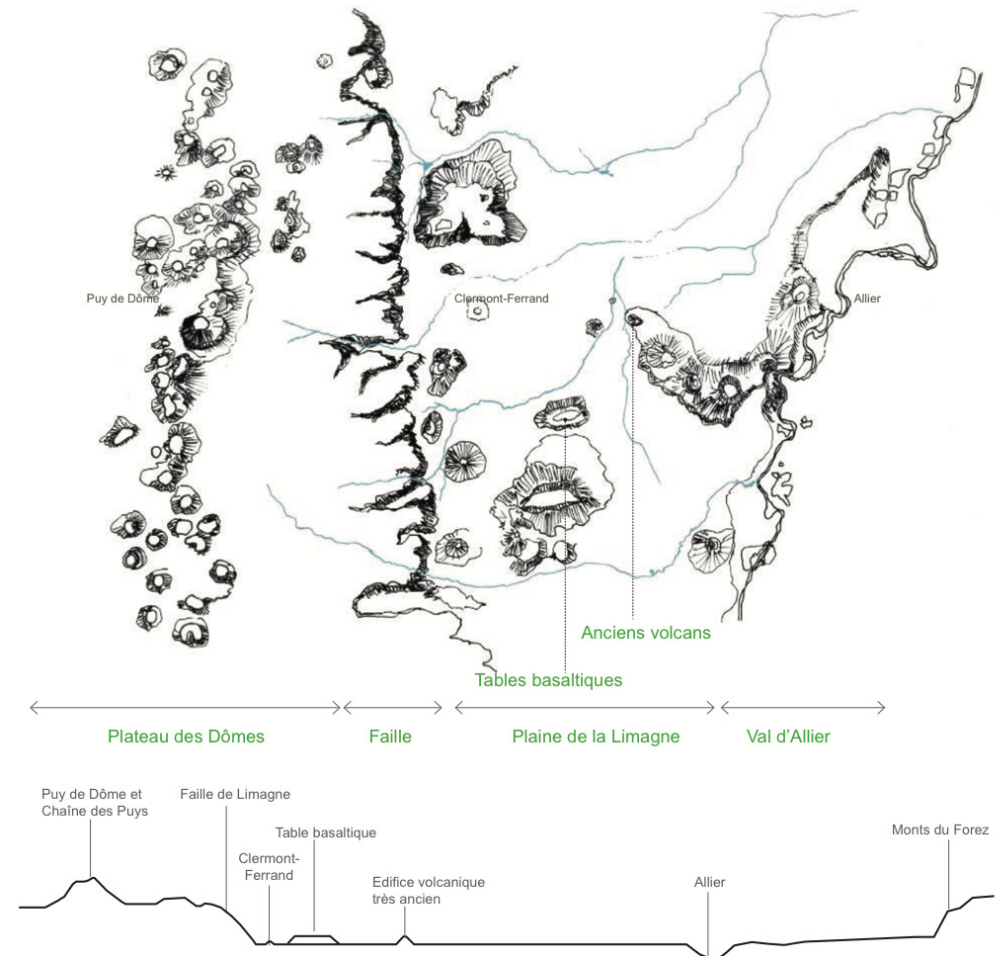 Puy de Dôme
Clermont-Ferrand
Allier
Anciens volcans
Tables basaltiques
Plateau des Dômes
Faille
Plaine de la Limagne
Val d’Allier
Puy de Dôme et
Chaîne des Puys
Faille de Limagne
Table basaltique
Clermont-
Ferrand
Edifice volcanique
très ancien
Allier
Monts du Forez